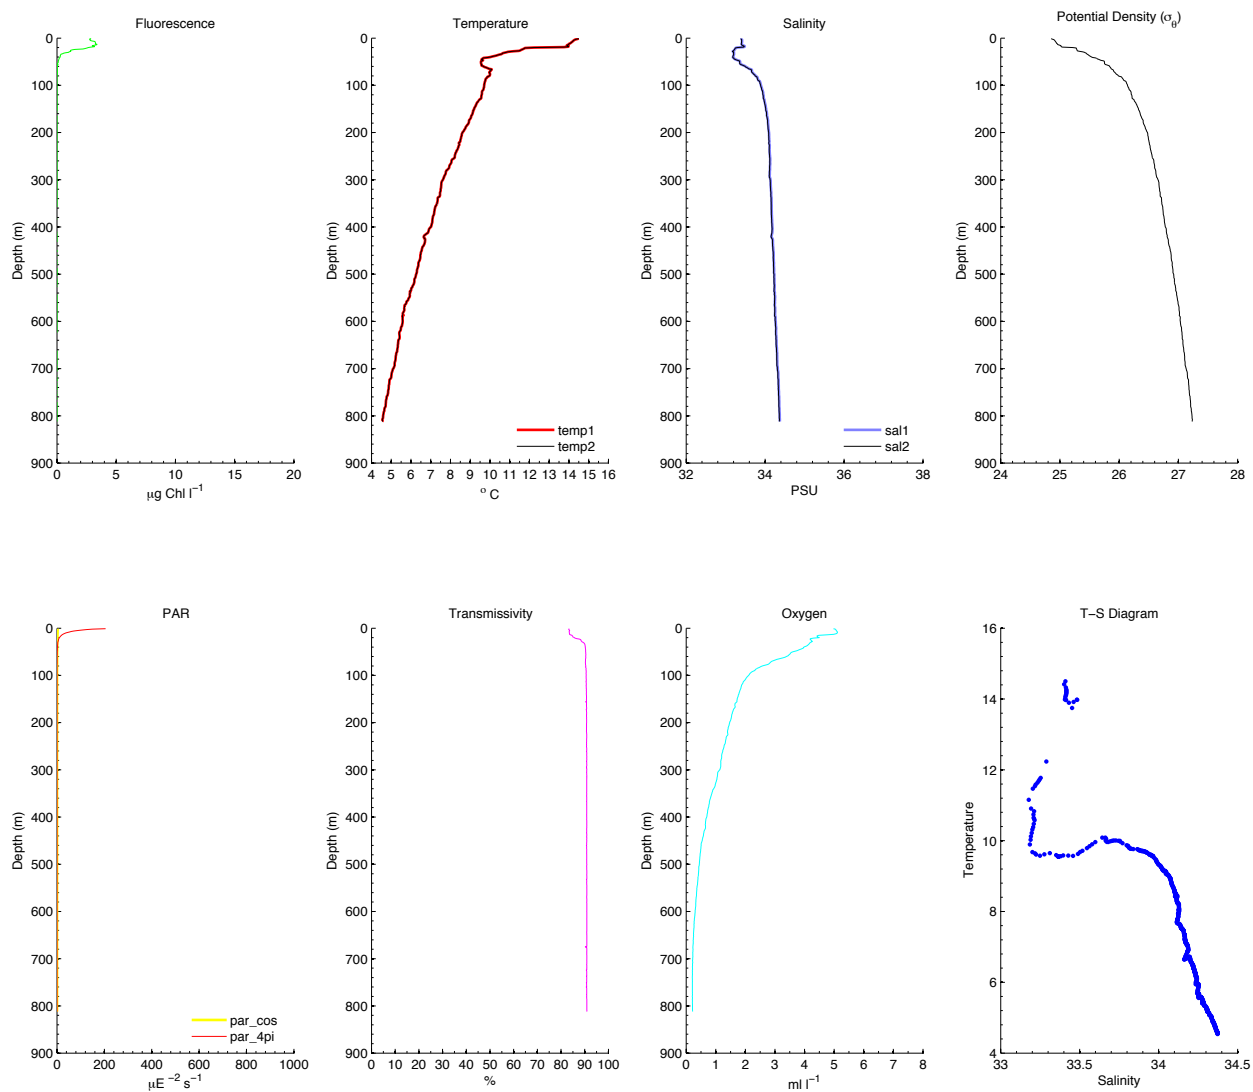 Fluorescence
0
100
200
300
400
500
600
700
800
900
Depth (m)
0 5 10 15 20
μg Chl l⁻¹
Temperature
0
100
200
300
400
500
600
700
800
900
Depth (m)
temp1
temp2
4 5 6 7 8 9 10 11 12 13 14 15 16
° C
Salinity
0
100
200
300
400
500
600
700
800
900
Depth (m)
sal1
sal2
32 34 36 38
PSU
Potential Density (σ_θ)
0
100
200
300
400
500
600
700
800
900
Depth (m)
24 25 26 27 28
PAR
0
100
200
300
400
500
600
700
800
900
Depth (m)
par_cos
par_4pi
0 200 400 600 800 1000
μE⁻² s⁻¹
Transmissivity
0
100
200
300
400
500
600
700
800
900
Depth (m)
0 10 20 30 40 50 60 70 80 90 100
%
Oxygen
0
100
200
300
400
500
600
700
800
900
Depth (m)
0 1 2 3 4 5 6 7 8
ml l⁻¹
T−S Diagram
16
14
12
10
8
6
4
Temperature
33 33.5 34 34.5
Salinity